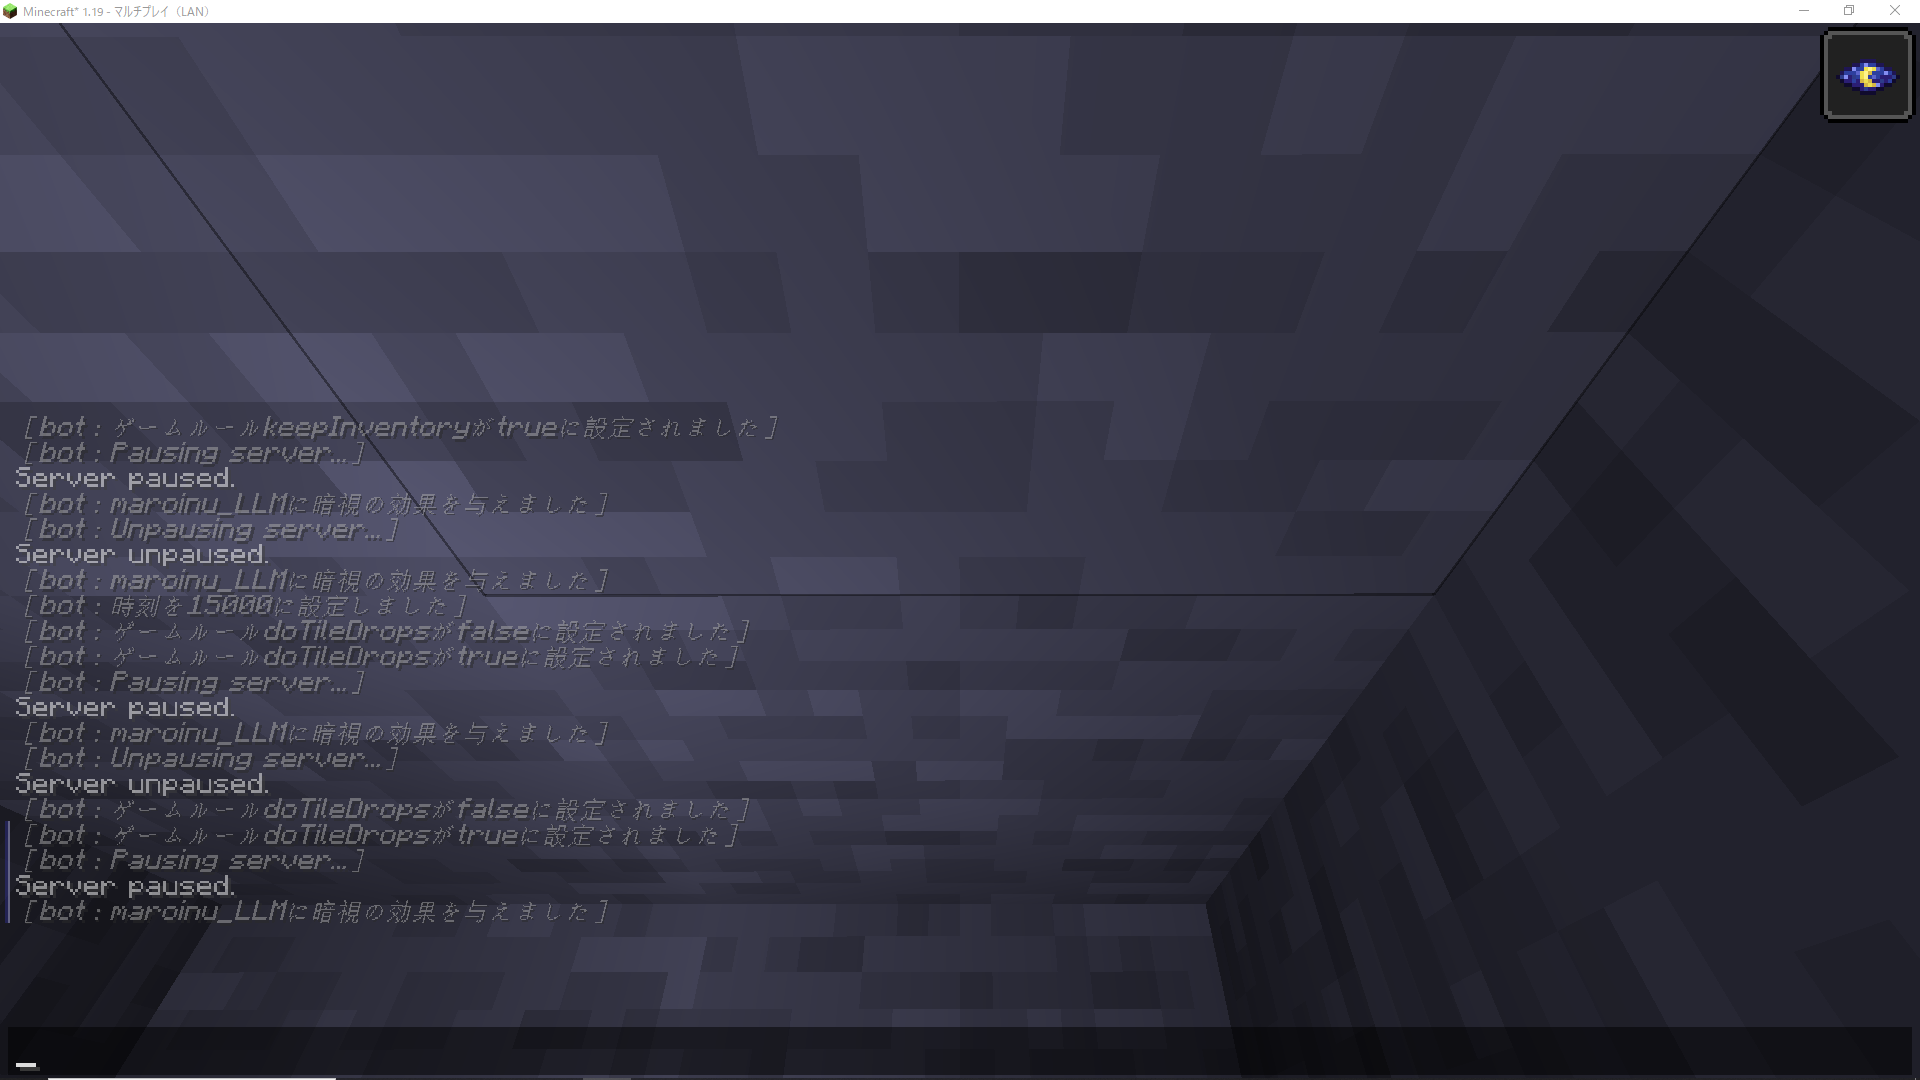 Minecraft* 1.19 - マルチプレイ（LAN）
[bot: ゲームルールkeepInventoryがtrueに設定されました]
[bot: Pausing server...]
Server paused.
[bot: maroinu_LLMに暗視の効果を与えました]
[bot: Unpausing server...]
Server unpaused.
[bot: maroinu_LLMに暗視の効果を与えました]
[bot: 時刻を15000に設定しました]
[bot: ゲームルールdoTileDropsがfalseに設定されました]
[bot: ゲームルールdoTileDropsがtrueに設定されました]
[bot: Pausing server...]
Server paused.
[bot: maroinu_LLMに暗視の効果を与えました]
[bot: Unpausing server...]
Server unpaused.
[bot: ゲームルールdoTileDropsがfalseに設定されました]
[bot: ゲームルールdoTileDropsがtrueに設定されました]
[bot: Pausing server...]
Server paused.
[bot: maroinu_LLMに暗視の効果を与えました]